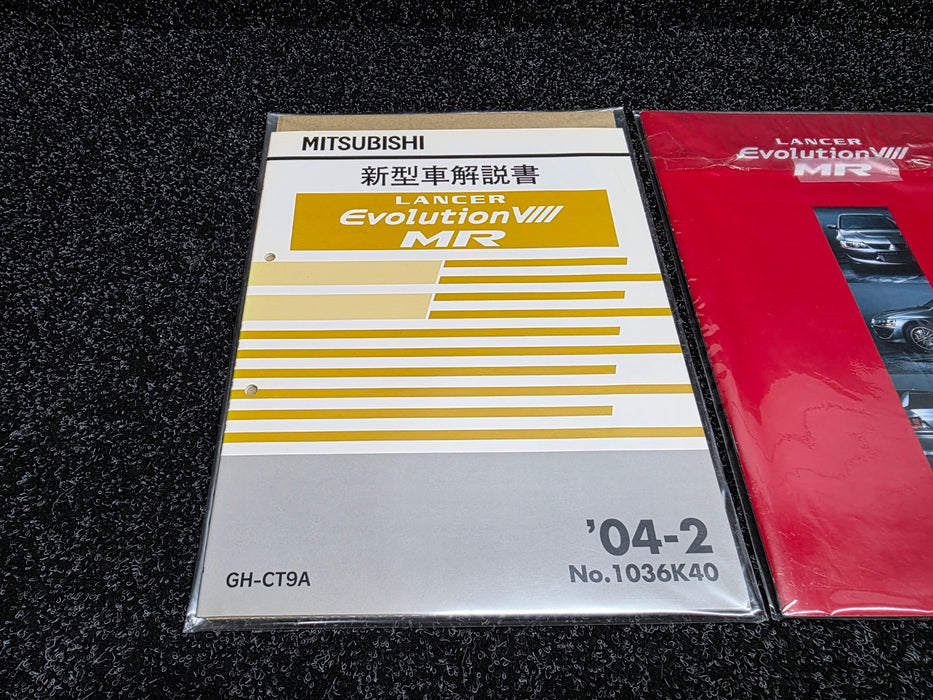 MITSUBISHI
新型車解説書
LANCER
Evolution VIII
MR
'04-2
No.1036K40
GH-CT9A
LANCER
Evolution VIII
MR